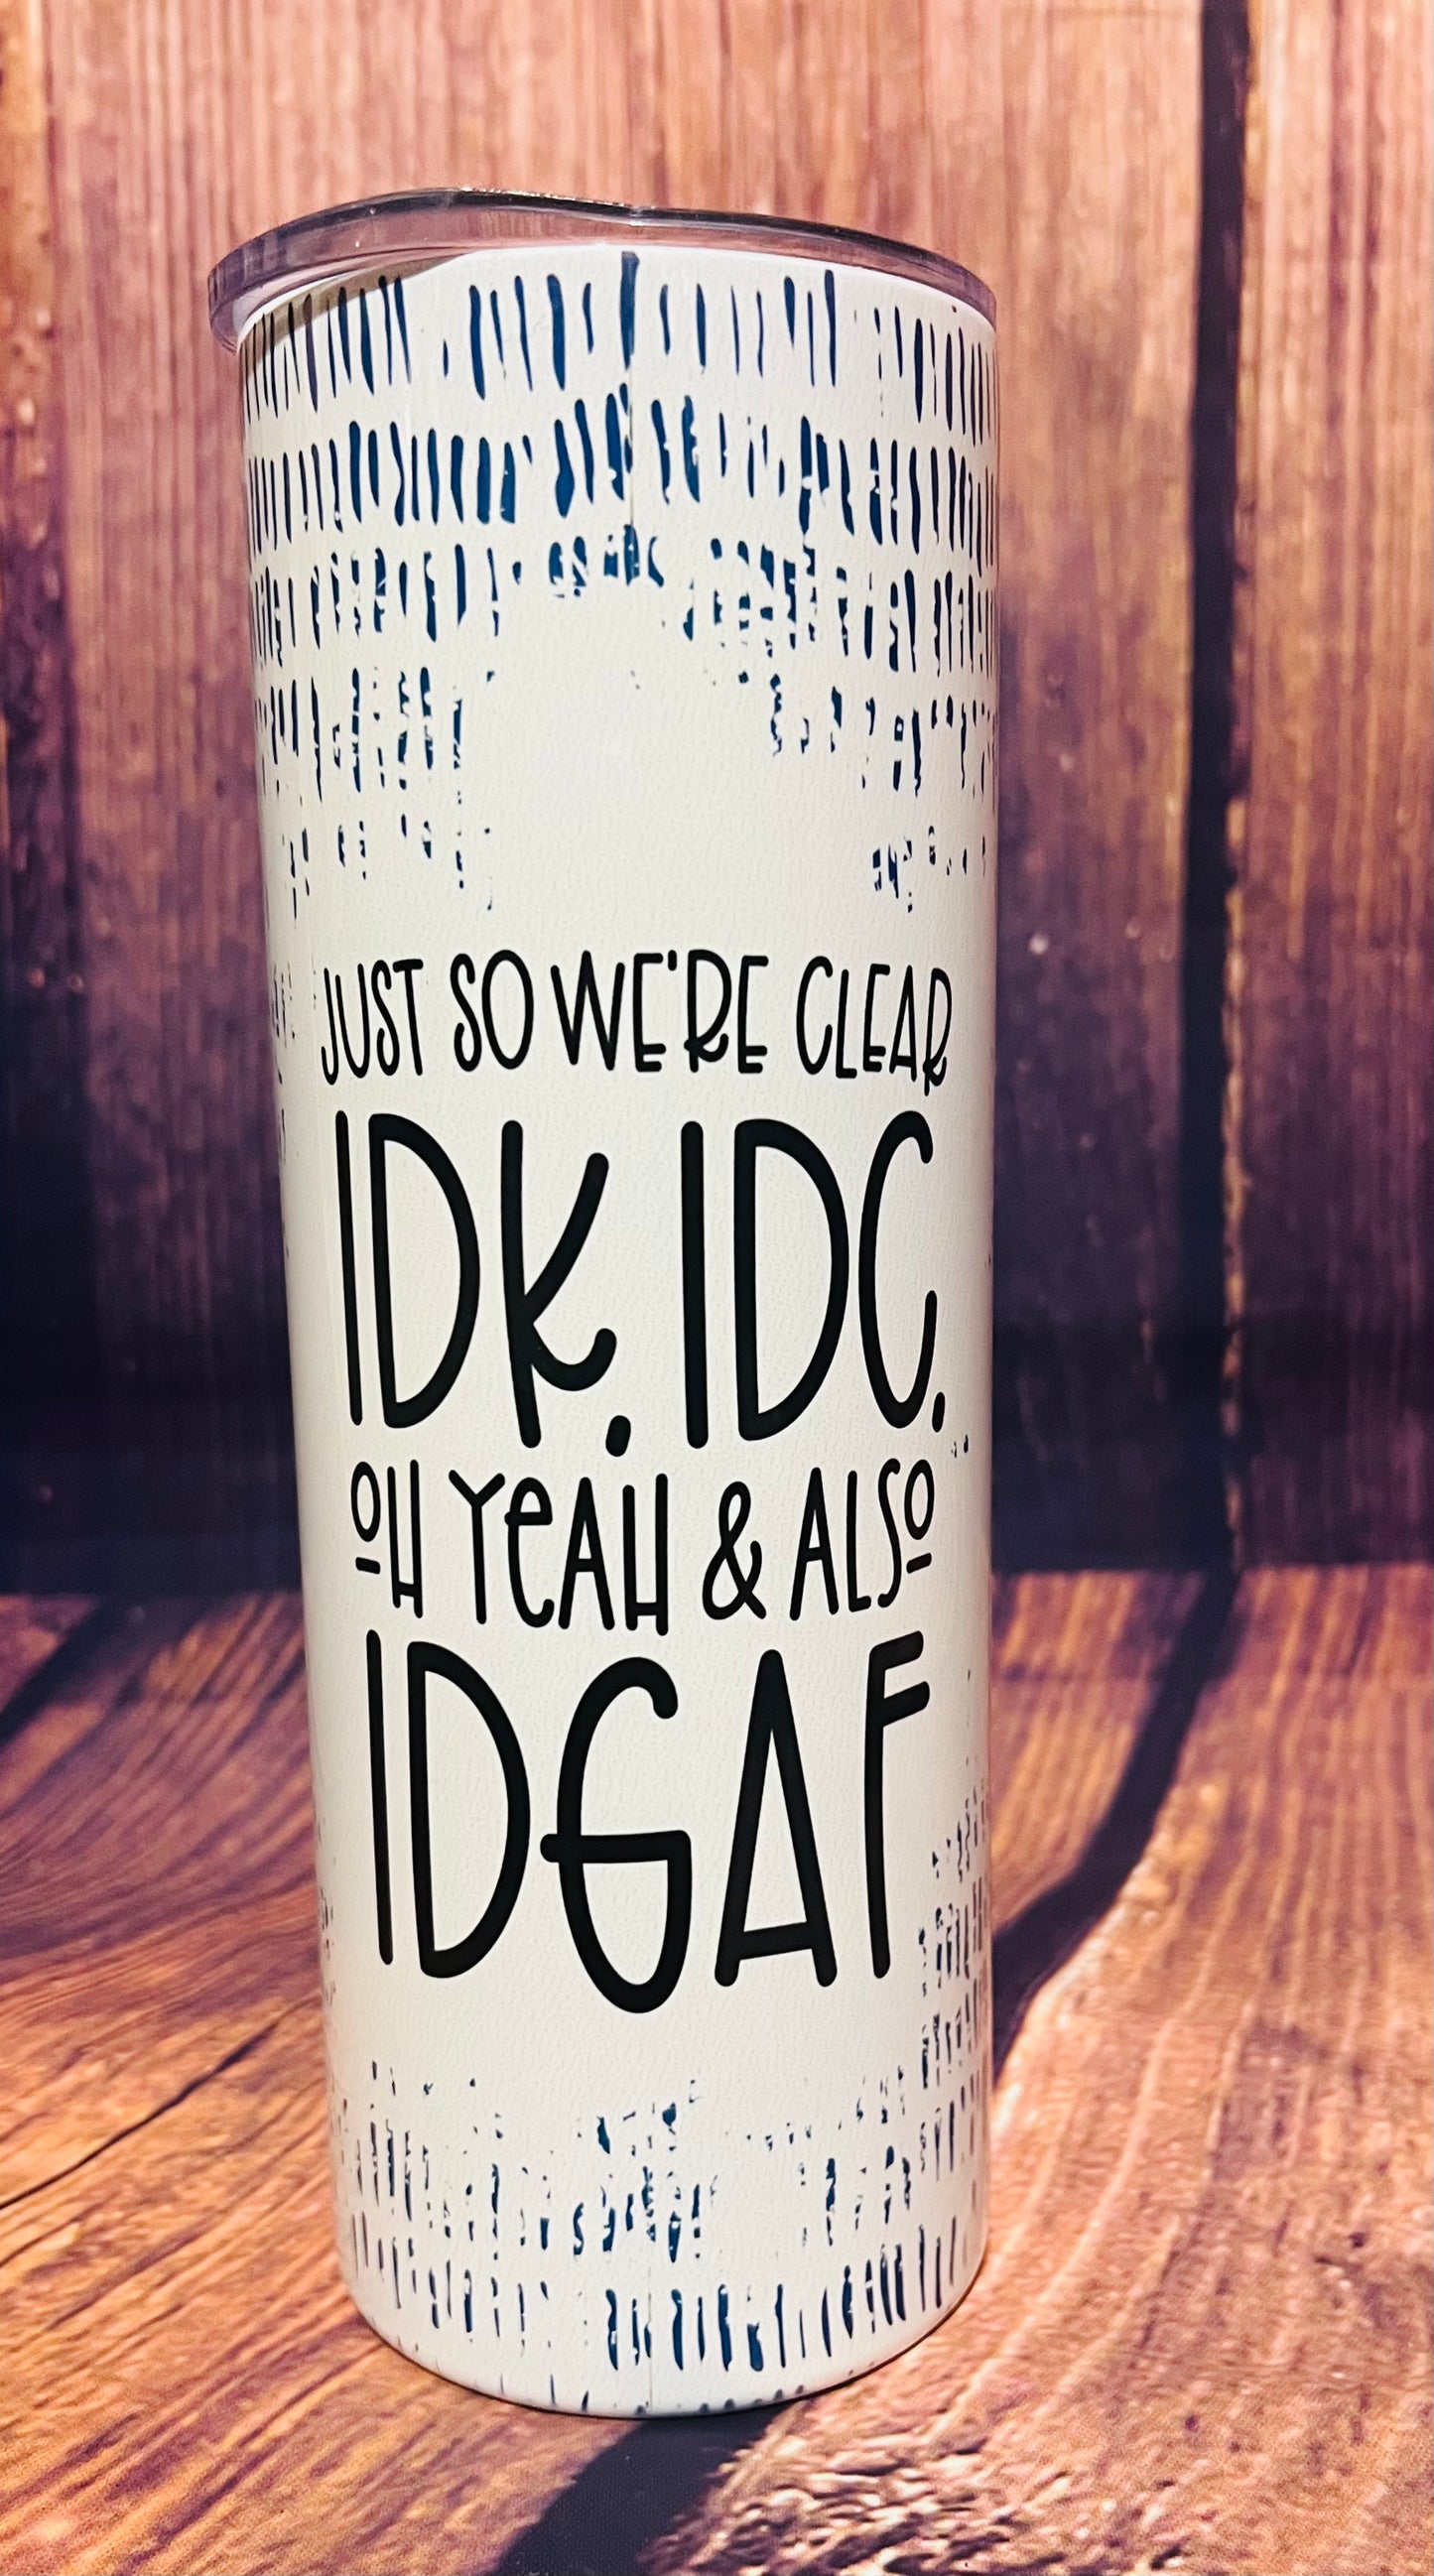 JUST SO WE'RE CLEAR
IDK. IDC.
OH YeAH & ALSO
IDGAF